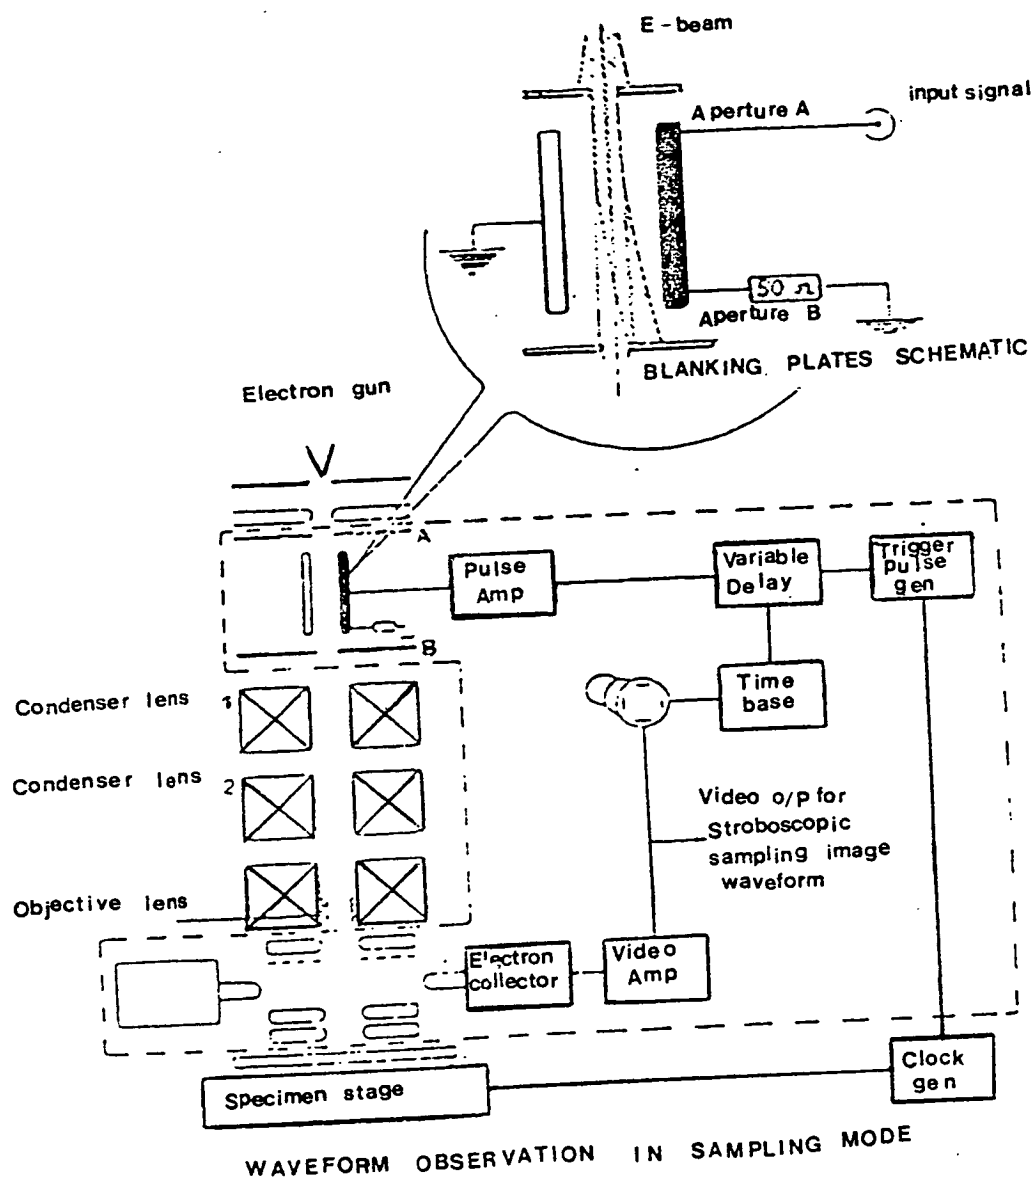 E-beam
input signal
Aperture A
50 Ω
Aperture B
BLANKING PLATES SCHEMATIC
Electron gun
A
Pulse
Amp
Variable
Delay
Trigger
pulse
gen
B
Condenser lens 1
Time
base
Condenser lens 2
Video o/p for
Stroboscopic
sampling image
waveform
Objective lens
Electron
collector
Video
Amp
Clock
gen
Specimen stage
WAVEFORM OBSERVATION IN SAMPLING MODE